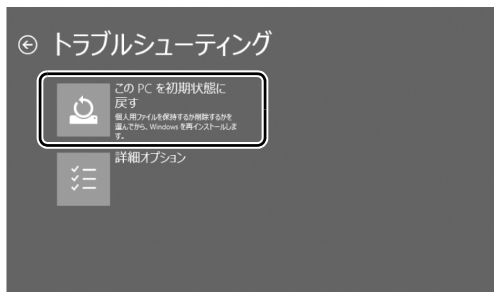 トラブルシューティング
この PC を初期状態に
戻す
個人用ファイルを保持するか削除するかを
選んでから、Windows を再インストールしま
す。
詳細オプション